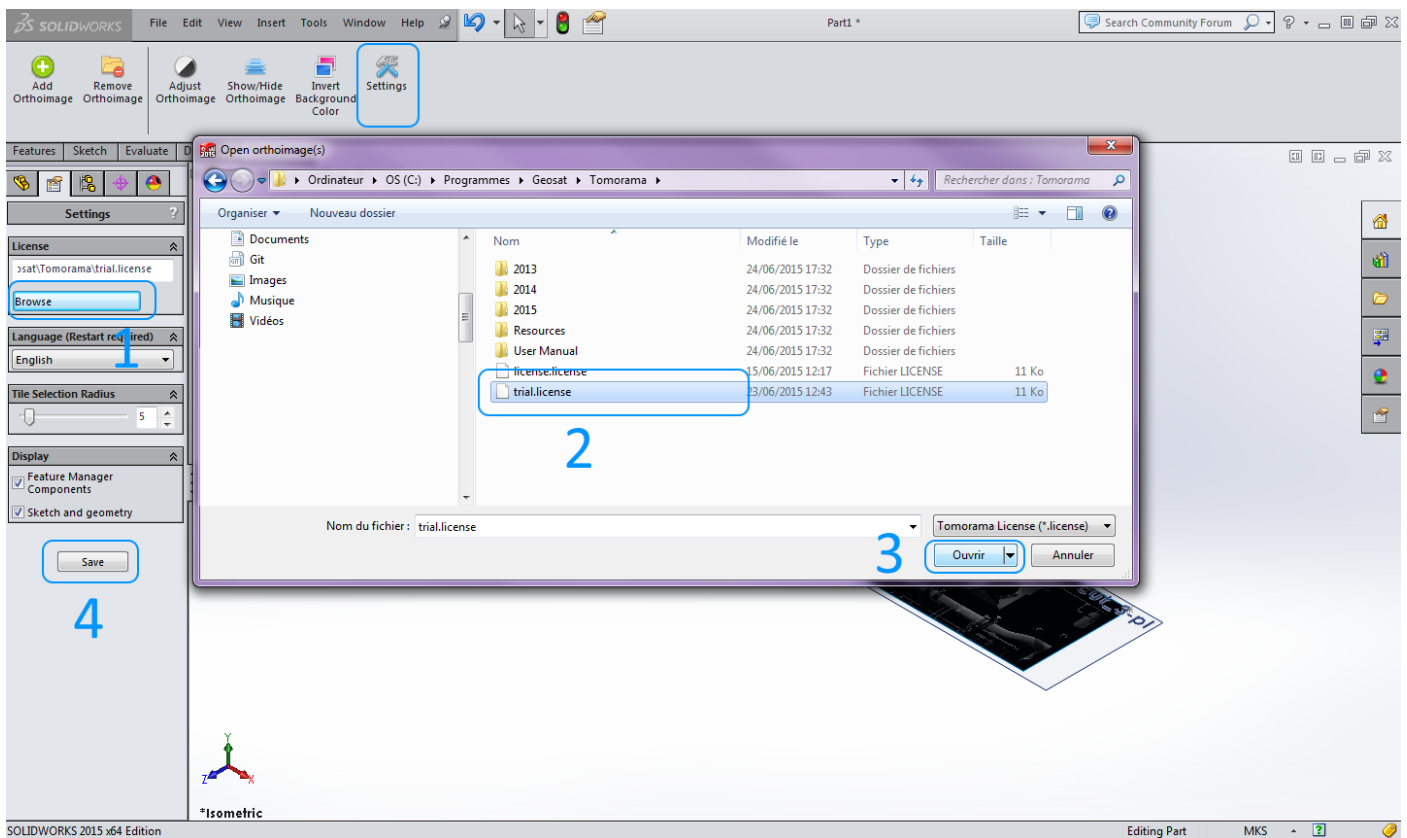 SOLIDWORKS File Edit View Insert Tools Window Help Part1 * Search Community Forum ?
Add Orthoimage
Remove Orthoimage
Adjust Orthoimage
Show/Hide Orthoimage
Invert Background Color
Settings
Features Sketch Evaluate D
Open orthoimage(s)
Ordinateur OS (C:) Programmes Geosat Tomorama
Rechercher dans : Tomorama
Organiser Nouveau dossier
Settings ?
License
osat\Tomorama\trial.license
Browse
1
Language (Restart required)
English
Tile Selection Radius
5
Display
Feature Manager
Components
Sketch and geometry
Save
4
Documents
Git
Images
Musique
Vidéos
Nom Modifié le Type Taille
2013 24/06/2015 17:32 Dossier de fichiers
2014 24/06/2015 17:32 Dossier de fichiers
2015 24/06/2015 17:32 Dossier de fichiers
Resources 24/06/2015 17:32 Dossier de fichiers
User Manual 24/06/2015 17:32 Dossier de fichiers
license.license 15/06/2015 12:17 Fichier LICENSE 11 Ko
trial.license 23/06/2015 12:43 Fichier LICENSE 11 Ko
2
Nom du fichier : trial.license Tomorama License (*.license)
3
Ouvrir Annuler
Y
Z X
*Isometric
SOLIDWORKS 2015 x64 Edition Editing Part MKS ?